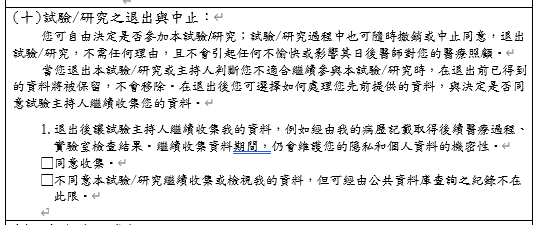 (十)試驗/研究之退出與中止：
您可自由決定是否參加本試驗/研究；試驗/研究過程中也可隨時撤銷或中止同意，退出
試驗/研究，不需任何理由，且不會引起任何不愉快或影響其日後醫師對您的醫療照顧。
當您退出本試驗/研究或主持人判斷您不適合繼續參與本試驗/研究時，在退出前已得到
的資料將被保留，不會移除。在退出後您可選擇如何處理您先前提供的資料，與決定是否同
意試驗主持人繼續收集您的資料。
1. 退出後讓試驗主持人繼續收集我的資料，例如經由我的病歷記載取得後續醫療過程、
實驗室檢查結果。繼續收集資料期間，仍會維護您的隱私和個人資料的機密性。
□同意收集。
□不同意本試驗/研究繼續收集或檢視我的資料，但可經由公共資料庫查詢之紀錄不在
此限。